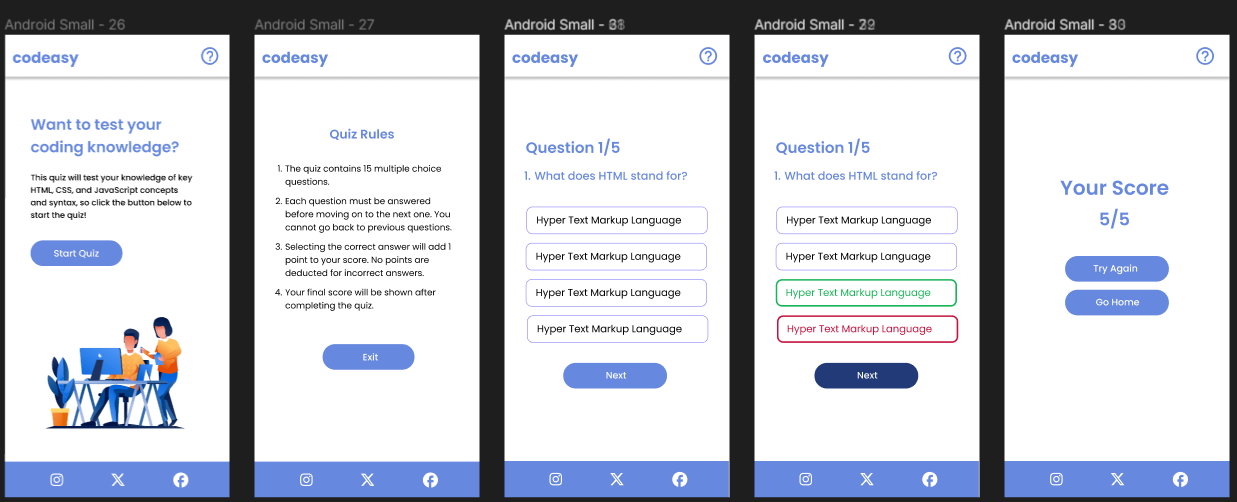 Android Small - 26
codeasy
Want to test your
coding knowledge?
This quiz will test your knowledge of key
HTML, CSS, and JavaScript concepts
and syntax, so click the button below to
start the quiz!
Start Quiz
Android Small - 27
codeasy
Quiz Rules
1. The quiz contains 15 multiple choice
questions.
2. Each question must be answered
before moving on to the next one. You
cannot go back to previous questions.
3. Selecting the correct answer will add 1
point to your score. No points are
deducted for incorrect answers.
4. Your final score will be shown after
completing the quiz.
Exit
Android Small -
codeasy
Question 1/5
1. What does HTML stand for?
Hyper Text Markup Language
Hyper Text Markup Language
Hyper Text Markup Language
Hyper Text Markup Language
Next
Android Small -
codeasy
Question 1/5
1. What does HTML stand for?
Hyper Text Markup Language
Hyper Text Markup Language
Hyper Text Markup Language
Hyper Text Markup Language
Next
Android Small -
codeasy
Your Score
5/5
Try Again
Go Home